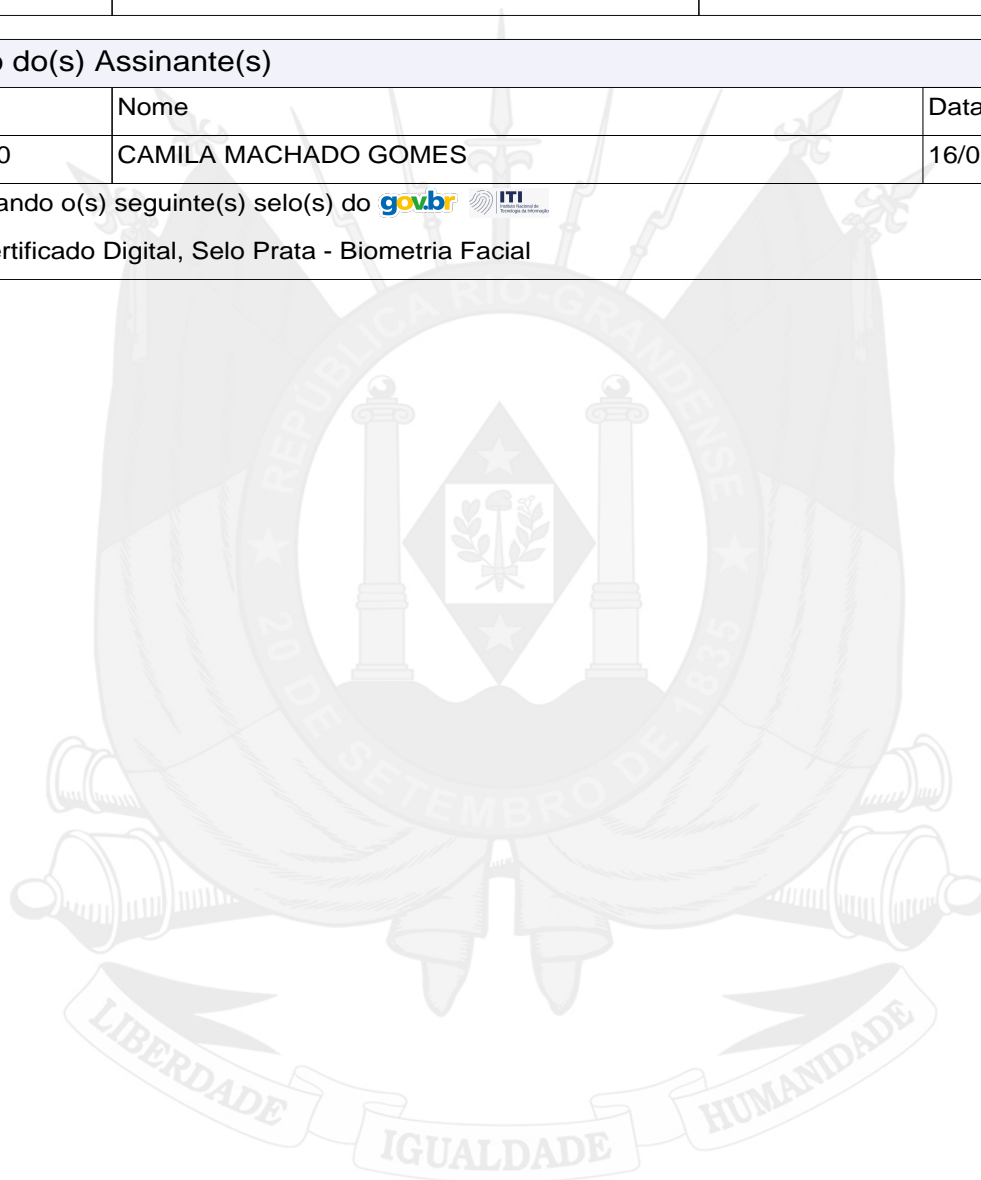 o do(s) Assinante(s)
Nome Data
0 CAMILA MACHADO GOMES 16/0
ando o(s) seguinte(s) selo(s) do gov.br ITI
ertificado Digital, Selo Prata - Biometria Facial
REPÚBLICA RIO-GRANDENSE
20 DE SETEMBRO DE 1835
LIBERDADE IGUALDADE HUMANIDADE